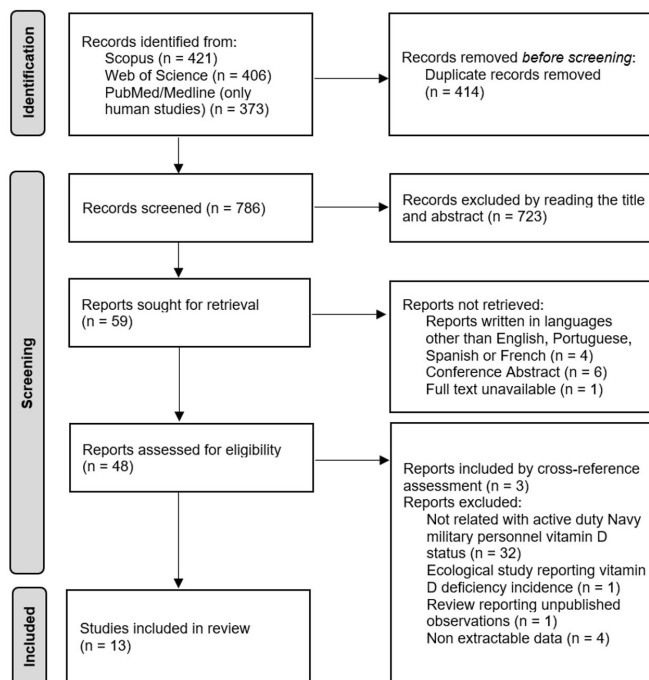 Identification
Records identified from:
Scopus (n = 421)
Web of Science (n = 406)
PubMed/Medline (only
human studies) (n = 373)
Records removed before screening:
Duplicate records removed
(n = 414)
Screening
Records screened (n = 786)
Records excluded by reading the title
and abstract (n = 723)
Reports sought for retrieval
(n = 59)
Reports not retrieved:
Reports written in languages
other than English, Portuguese,
Spanish or French (n = 4)
Conference Abstract (n = 6)
Full text unavailable (n = 1)
Reports assessed for eligibility
(n = 48)
Reports included by cross-reference
assessment (n = 3)
Reports excluded:
Not related with active duty Navy
military personnel vitamin D
status (n = 32)
Ecological study reporting vitamin
D deficiency incidence (n = 1)
Review reporting unpublished
observations (n = 1)
Non extractable data (n = 4)
Included
Studies included in review
(n = 13)